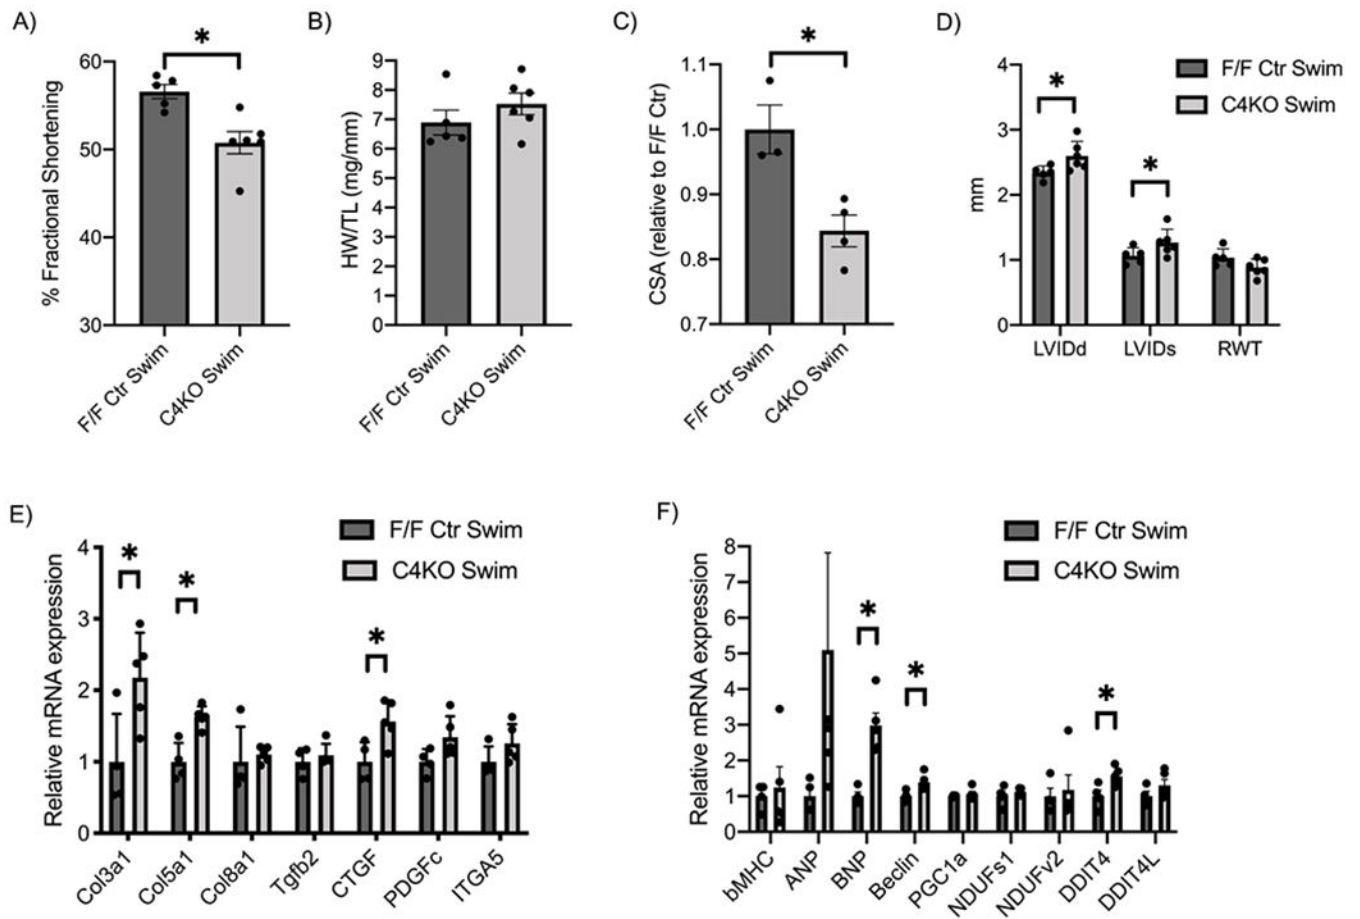 A)
*
% Fractional Shortening
60
50
40
30
F/F Ctr Swim
C4KO Swim
B)
HW/TL (mg/mm)
9
8
7
6
5
4
3
2
1
0
F/F Ctr Swim
C4KO Swim
C)
*
CSA (relative to F/F Ctr)
1.1
1.0
0.9
0.8
0.7
F/F Ctr Swim
C4KO Swim
D)
F/F Ctr Swim
C4KO Swim
mm
4
3
2
1
0
*
*
LVIDd
LVIDs
RWT
E)
F/F Ctr Swim
C4KO Swim
Relative mRNA expression
4
3
2
1
0
*
*
*
Col3a1
Col5a1
Col8a1
Tgfb2
CTGF
PDGFc
ITGA5
F)
F/F Ctr Swim
C4KO Swim
Relative mRNA expression
8
7
6
5
4
3
2
1
0
*
*
*
bMHC
ANP
BNP
Beclin
PGC1a
NDUFs1
NDUFv2
DDIT4
DDIT4L